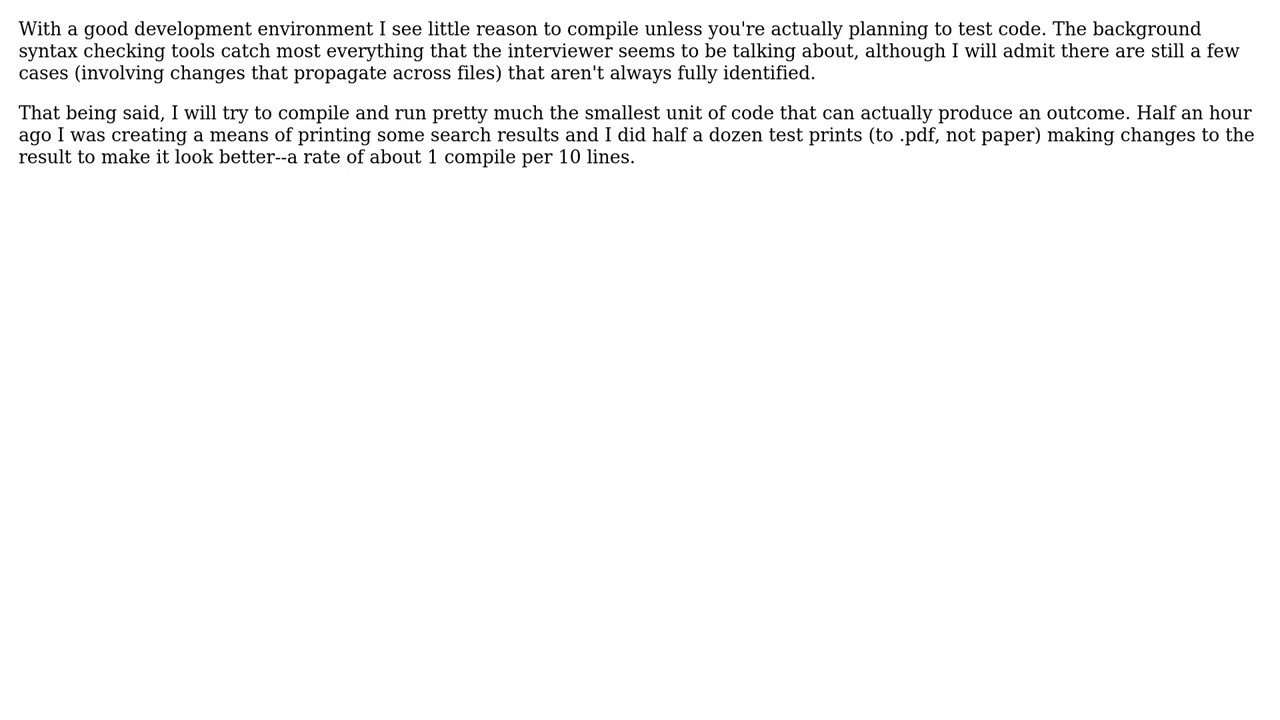 With a good development environment I see little reason to compile unless you're actually planning to test code. The background
syntax checking tools catch most everything that the interviewer seems to be talking about, although I will admit there are still a few
cases (involving changes that propagate across files) that aren't always fully identified.
That being said, I will try to compile and run pretty much the smallest unit of code that can actually produce an outcome. Half an hour
ago I was creating a means of printing some search results and I did half a dozen test prints (to .pdf, not paper) making changes to the
result to make it look better--a rate of about 1 compile per 10 lines.